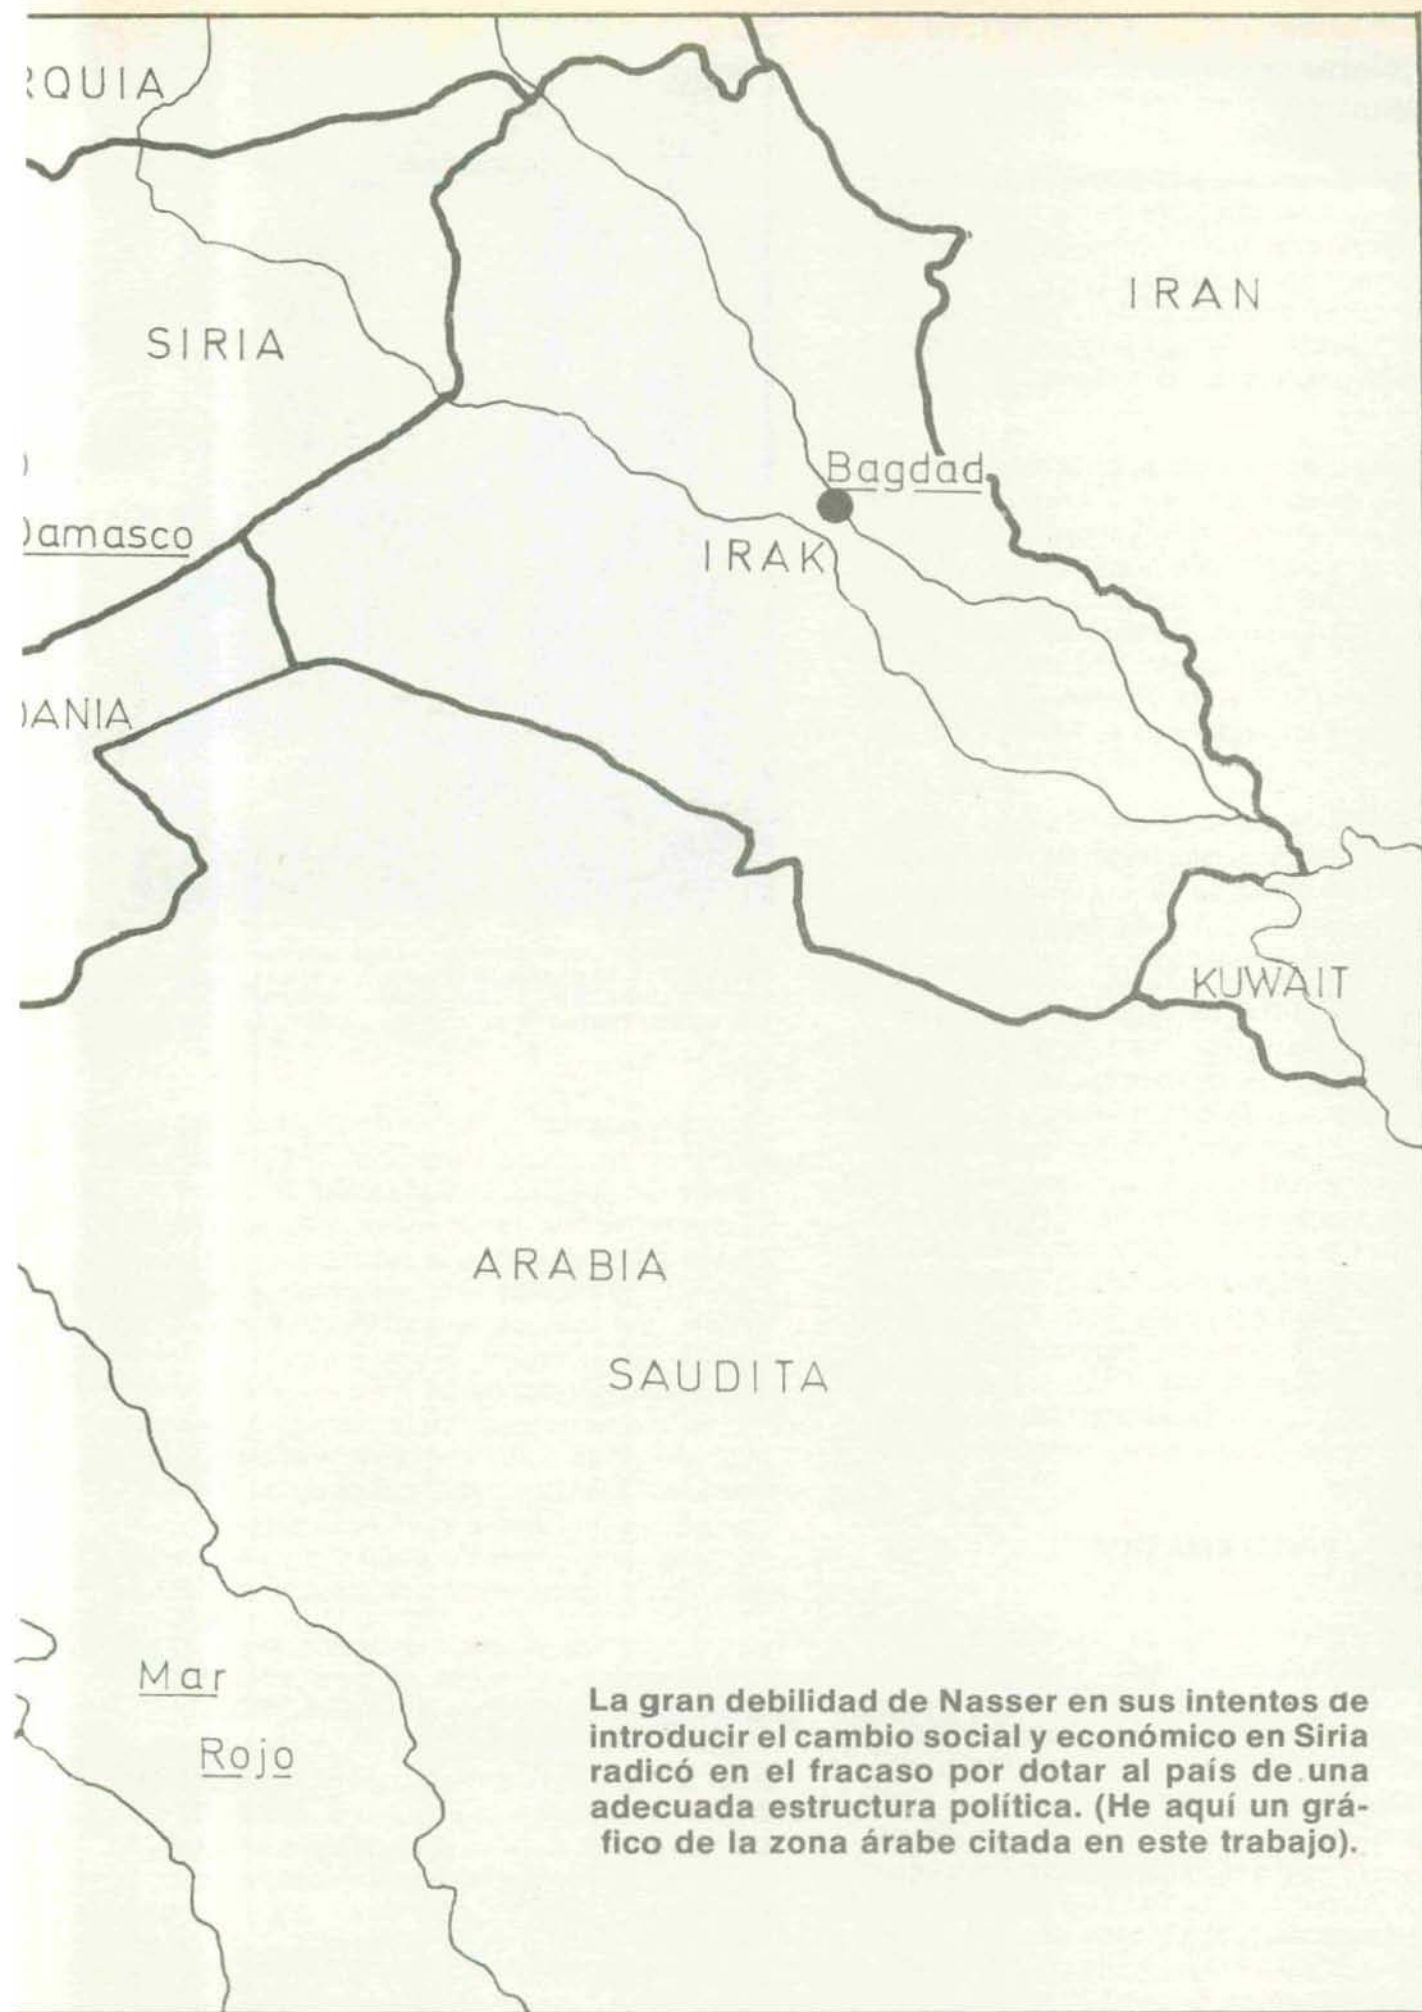 RQUIA
IRAN
SIRIA
Bagdad
Damasco
IRAK
DANIA
KUWAIT
ARABIA
SAUDITA
Mar
Rojo
La gran debilidad de Nasser en sus intentos de
introducir el cambio social y económico en Siria
radicó en el fracaso por dotar al país de una
adecuada estructura política. (He aquí un grá-
fico de la zona árabe citada en este trabajo).